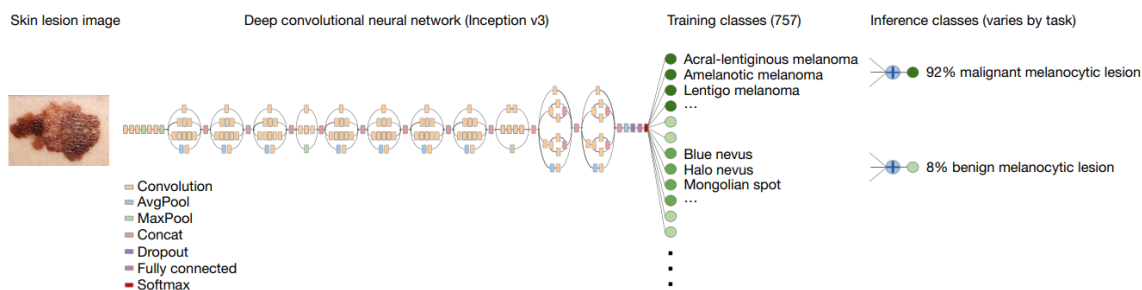 Skin lesion image
Deep convolutional neural network (Inception v3)
Training classes (757)
Inference classes (varies by task)
Acral-lentiginous melanoma
Amelanotic melanoma
Lentigo melanoma
...
Blue nevus
Halo nevus
Mongolian spot
...
92% malignant melanocytic lesion
8% benign melanocytic lesion
Convolution
AvgPool
MaxPool
Concat
Dropout
Fully connected
Softmax